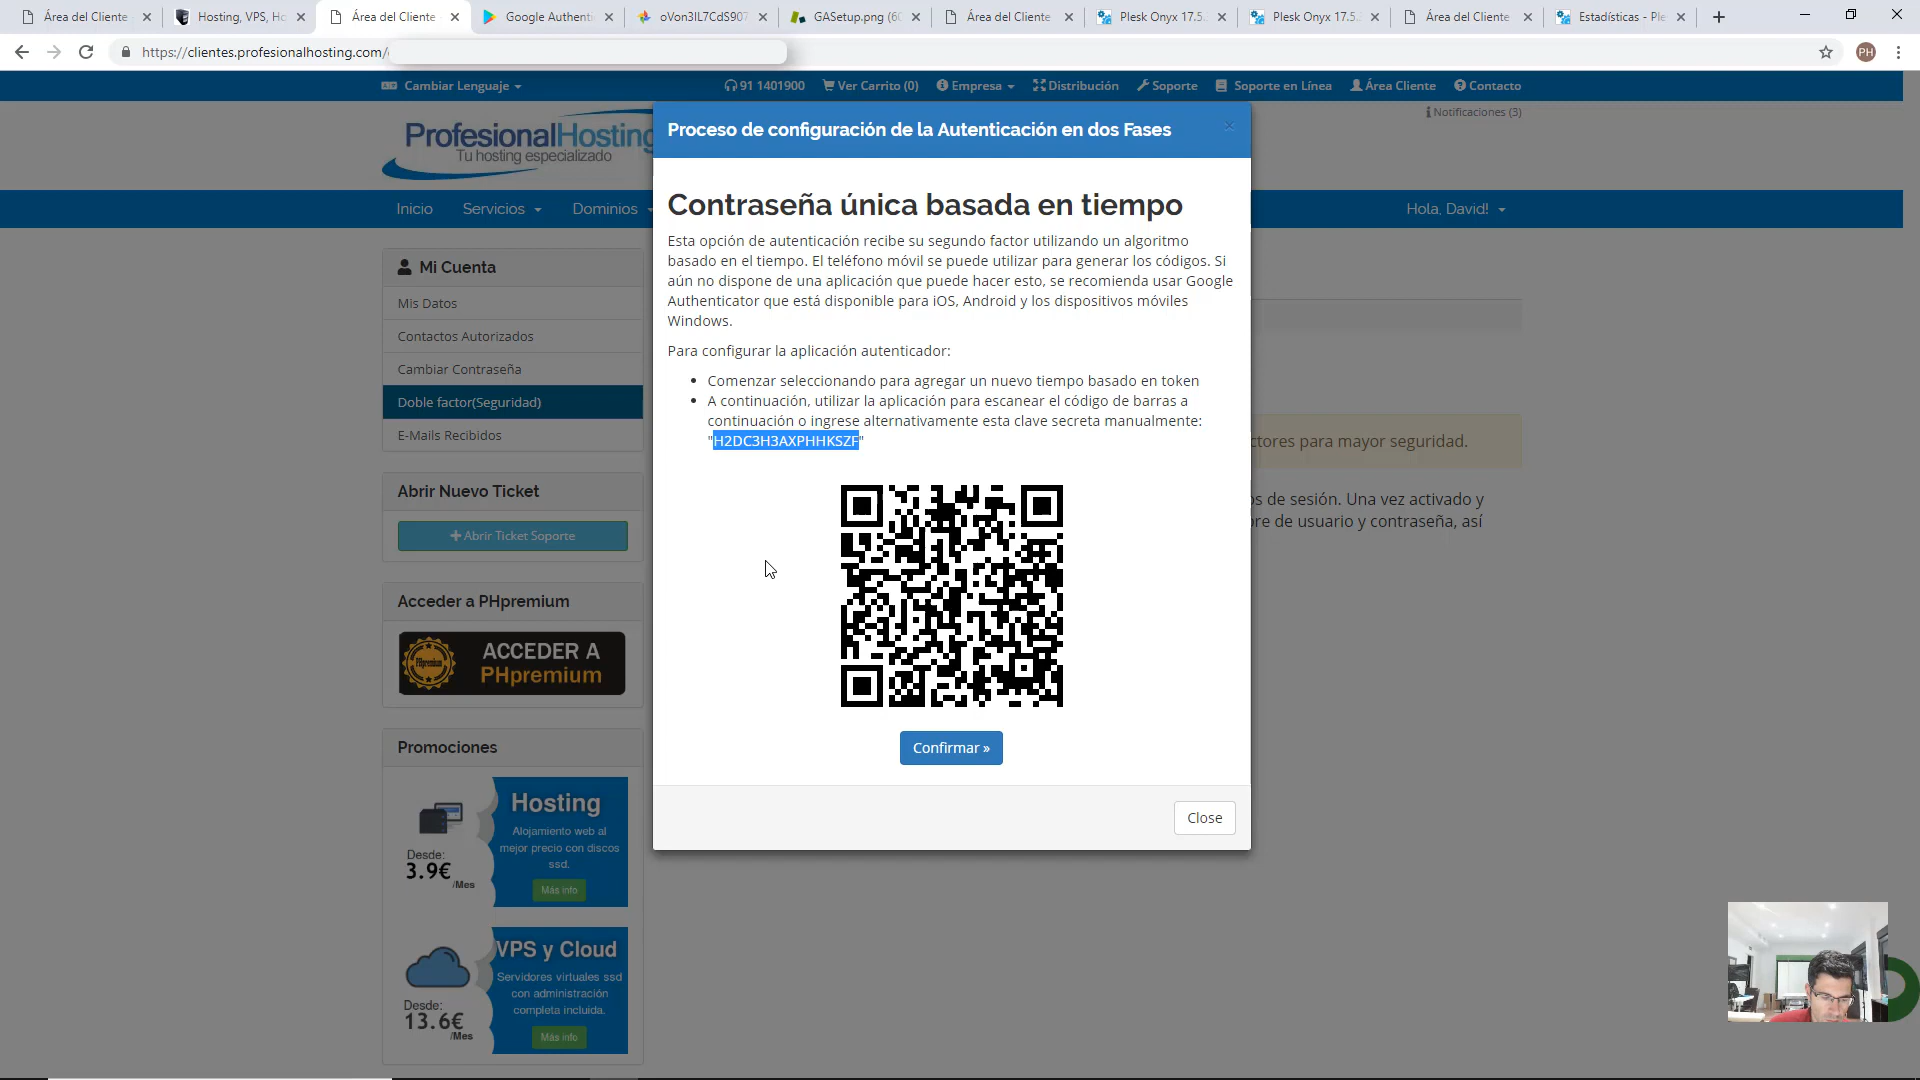 Área del Cliente
Hosting, VPS, Ho
Área del Cliente
Google Authent
oVon3IL7CdS907
GASetup.png (60
Área del Cliente
Plesk Onyx 17.5.
Plesk Onyx 17.5.
Área del Cliente
Estadísticas - Ple
https://clientes.profesionalhosting.com/
PH
Cambiar Lenguaje
91 1401900
Ver Carrito (0)
Empresa
Distribución
Soporte
Soporte en Línea
Área Cliente
Contacto
Notificaciones (3)
ProfesionalHosting
Tu hosting especializado
Inicio
Servicios
Dominios
Hola, David!
Proceso de configuración de la Autenticación en dos Fases
Contraseña única basada en tiempo
Esta opción de autenticación recibe su segundo factor utilizando un algoritmo
basado en el tiempo. El teléfono móvil se puede utilizar para generar los códigos. Si
aún no dispone de una aplicación que puede hacer esto, se recomienda usar Google
Authenticator que está disponible para iOS, Android y los dispositivos móviles
Windows.
Para configurar la aplicación autenticador:
Comenzar seleccionando para agregar un nuevo tiempo basado en token
A continuación, utilizar la aplicación para escanear el código de barras a
continuación o ingrese alternativamente esta clave secreta manualmente:
"H2DC3H3AXPHHKSZF"
Confirmar »
Close
Mi Cuenta
Mis Datos
Contactos Autorizados
Cambiar Contraseña
Doble factor(Seguridad)
E-Mails Recibidos
Abrir Nuevo Ticket
Abrir Ticket Soporte
Acceder a PHpremium
PHpremium
ACCEDER A
PHpremium
Promociones
Hosting
Alojamiento web al
mejor precio con discos
ssd.
Desde:
3.9€
/Mes
Más info
VPS y Cloud
Servidores virtuales ssd
con administración
completa incluida.
Desde:
13.6€
/Mes
Más info
ctores para mayor seguridad.
os de sesión. Una vez activado y
bre de usuario y contraseña, así